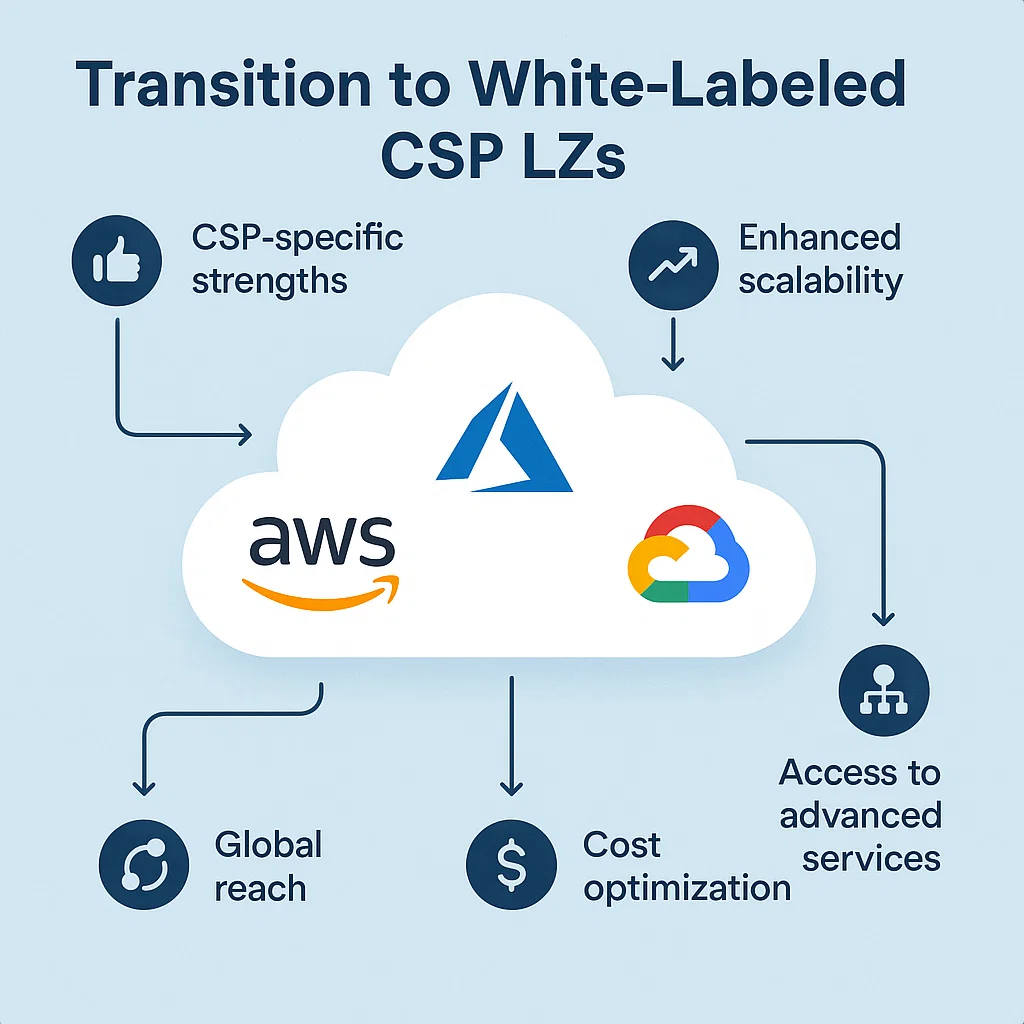 Transition to White-Labeled
CSP LZs
CSP-specific
strengths
Enhanced
scalability
aws
Global
reach
$
Cost
optimization
Access to
advanced
services